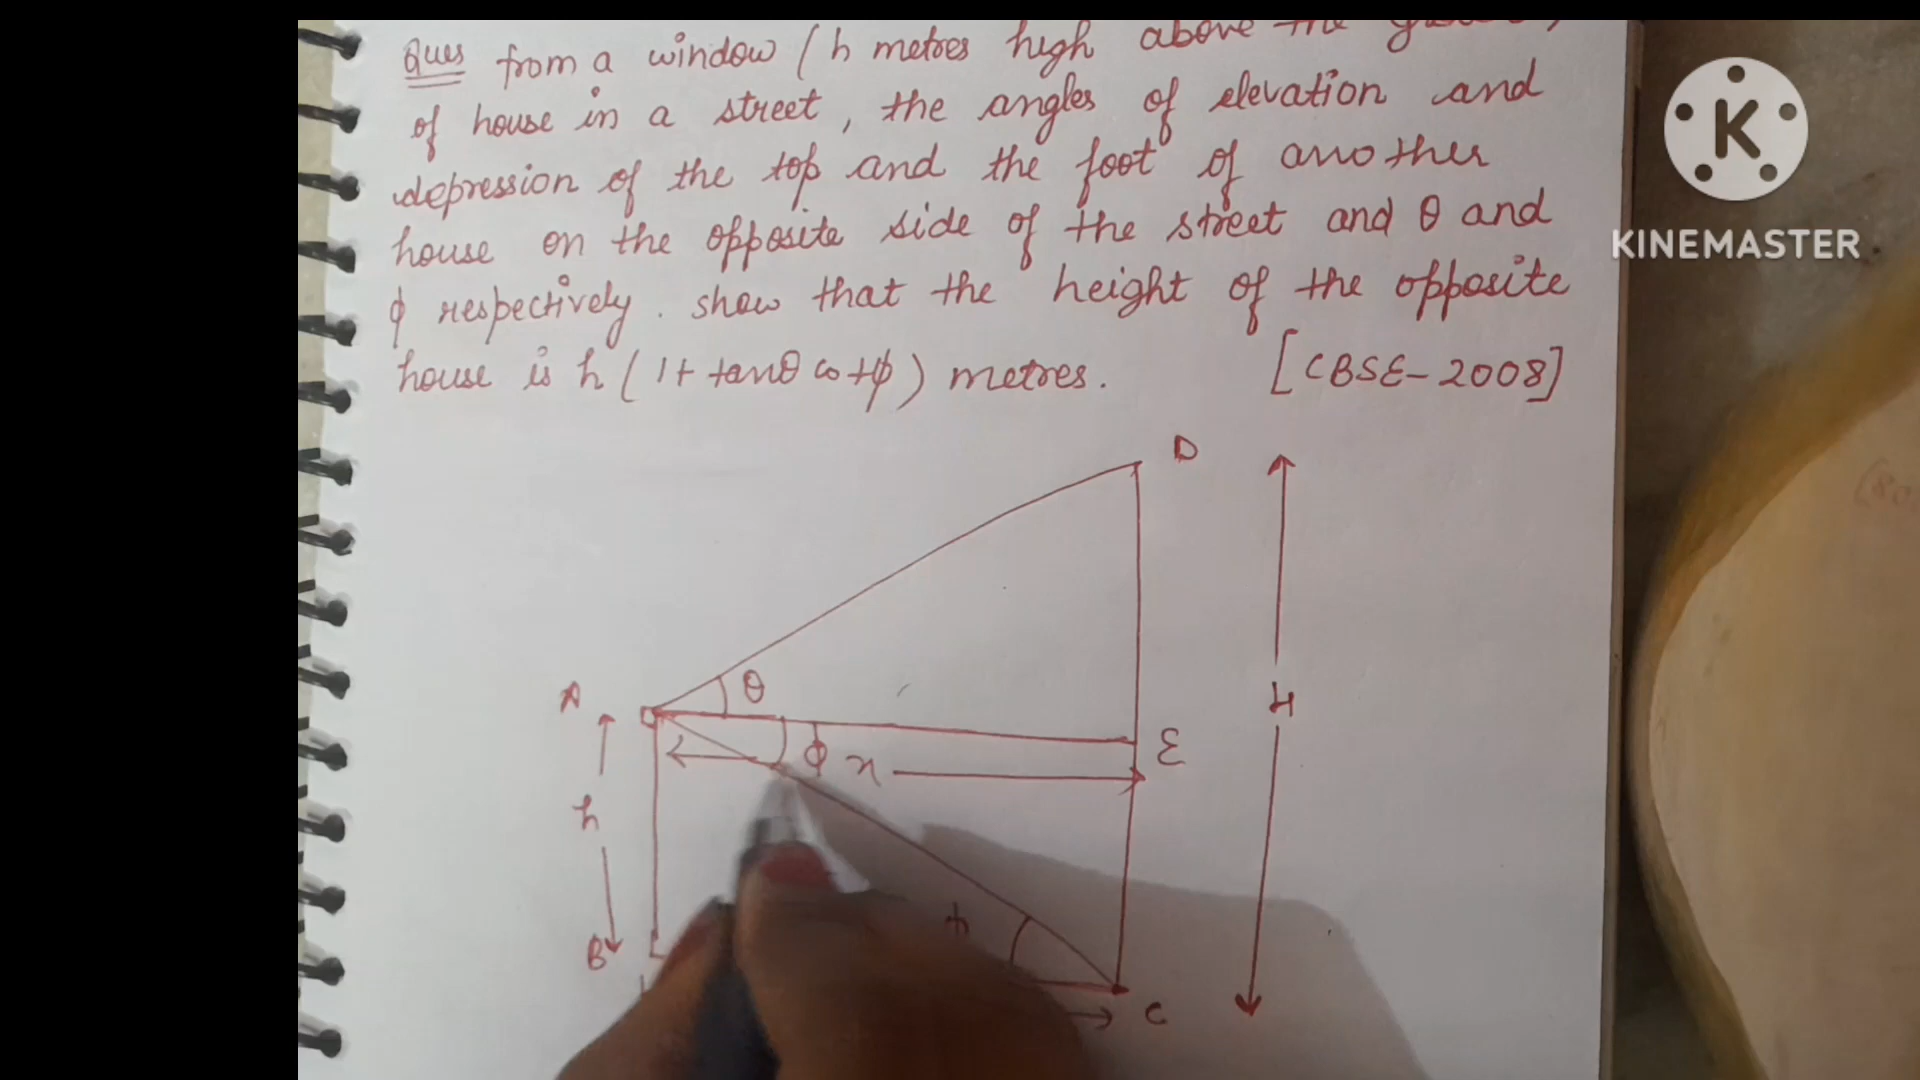 Ques from a window (h metres high above the
of house in a street, the angles of elevation and
depression of the top and the foot of another
house on the opposite side of the street and θ and
ϕ respectively. show that the height of the opposite
house is h (1+ tanθ cotϕ) metres. [CBSE-2008]
K
KINEMASTER
D
A
θ
E
ϕ
x
h
H
B
ϕ
C